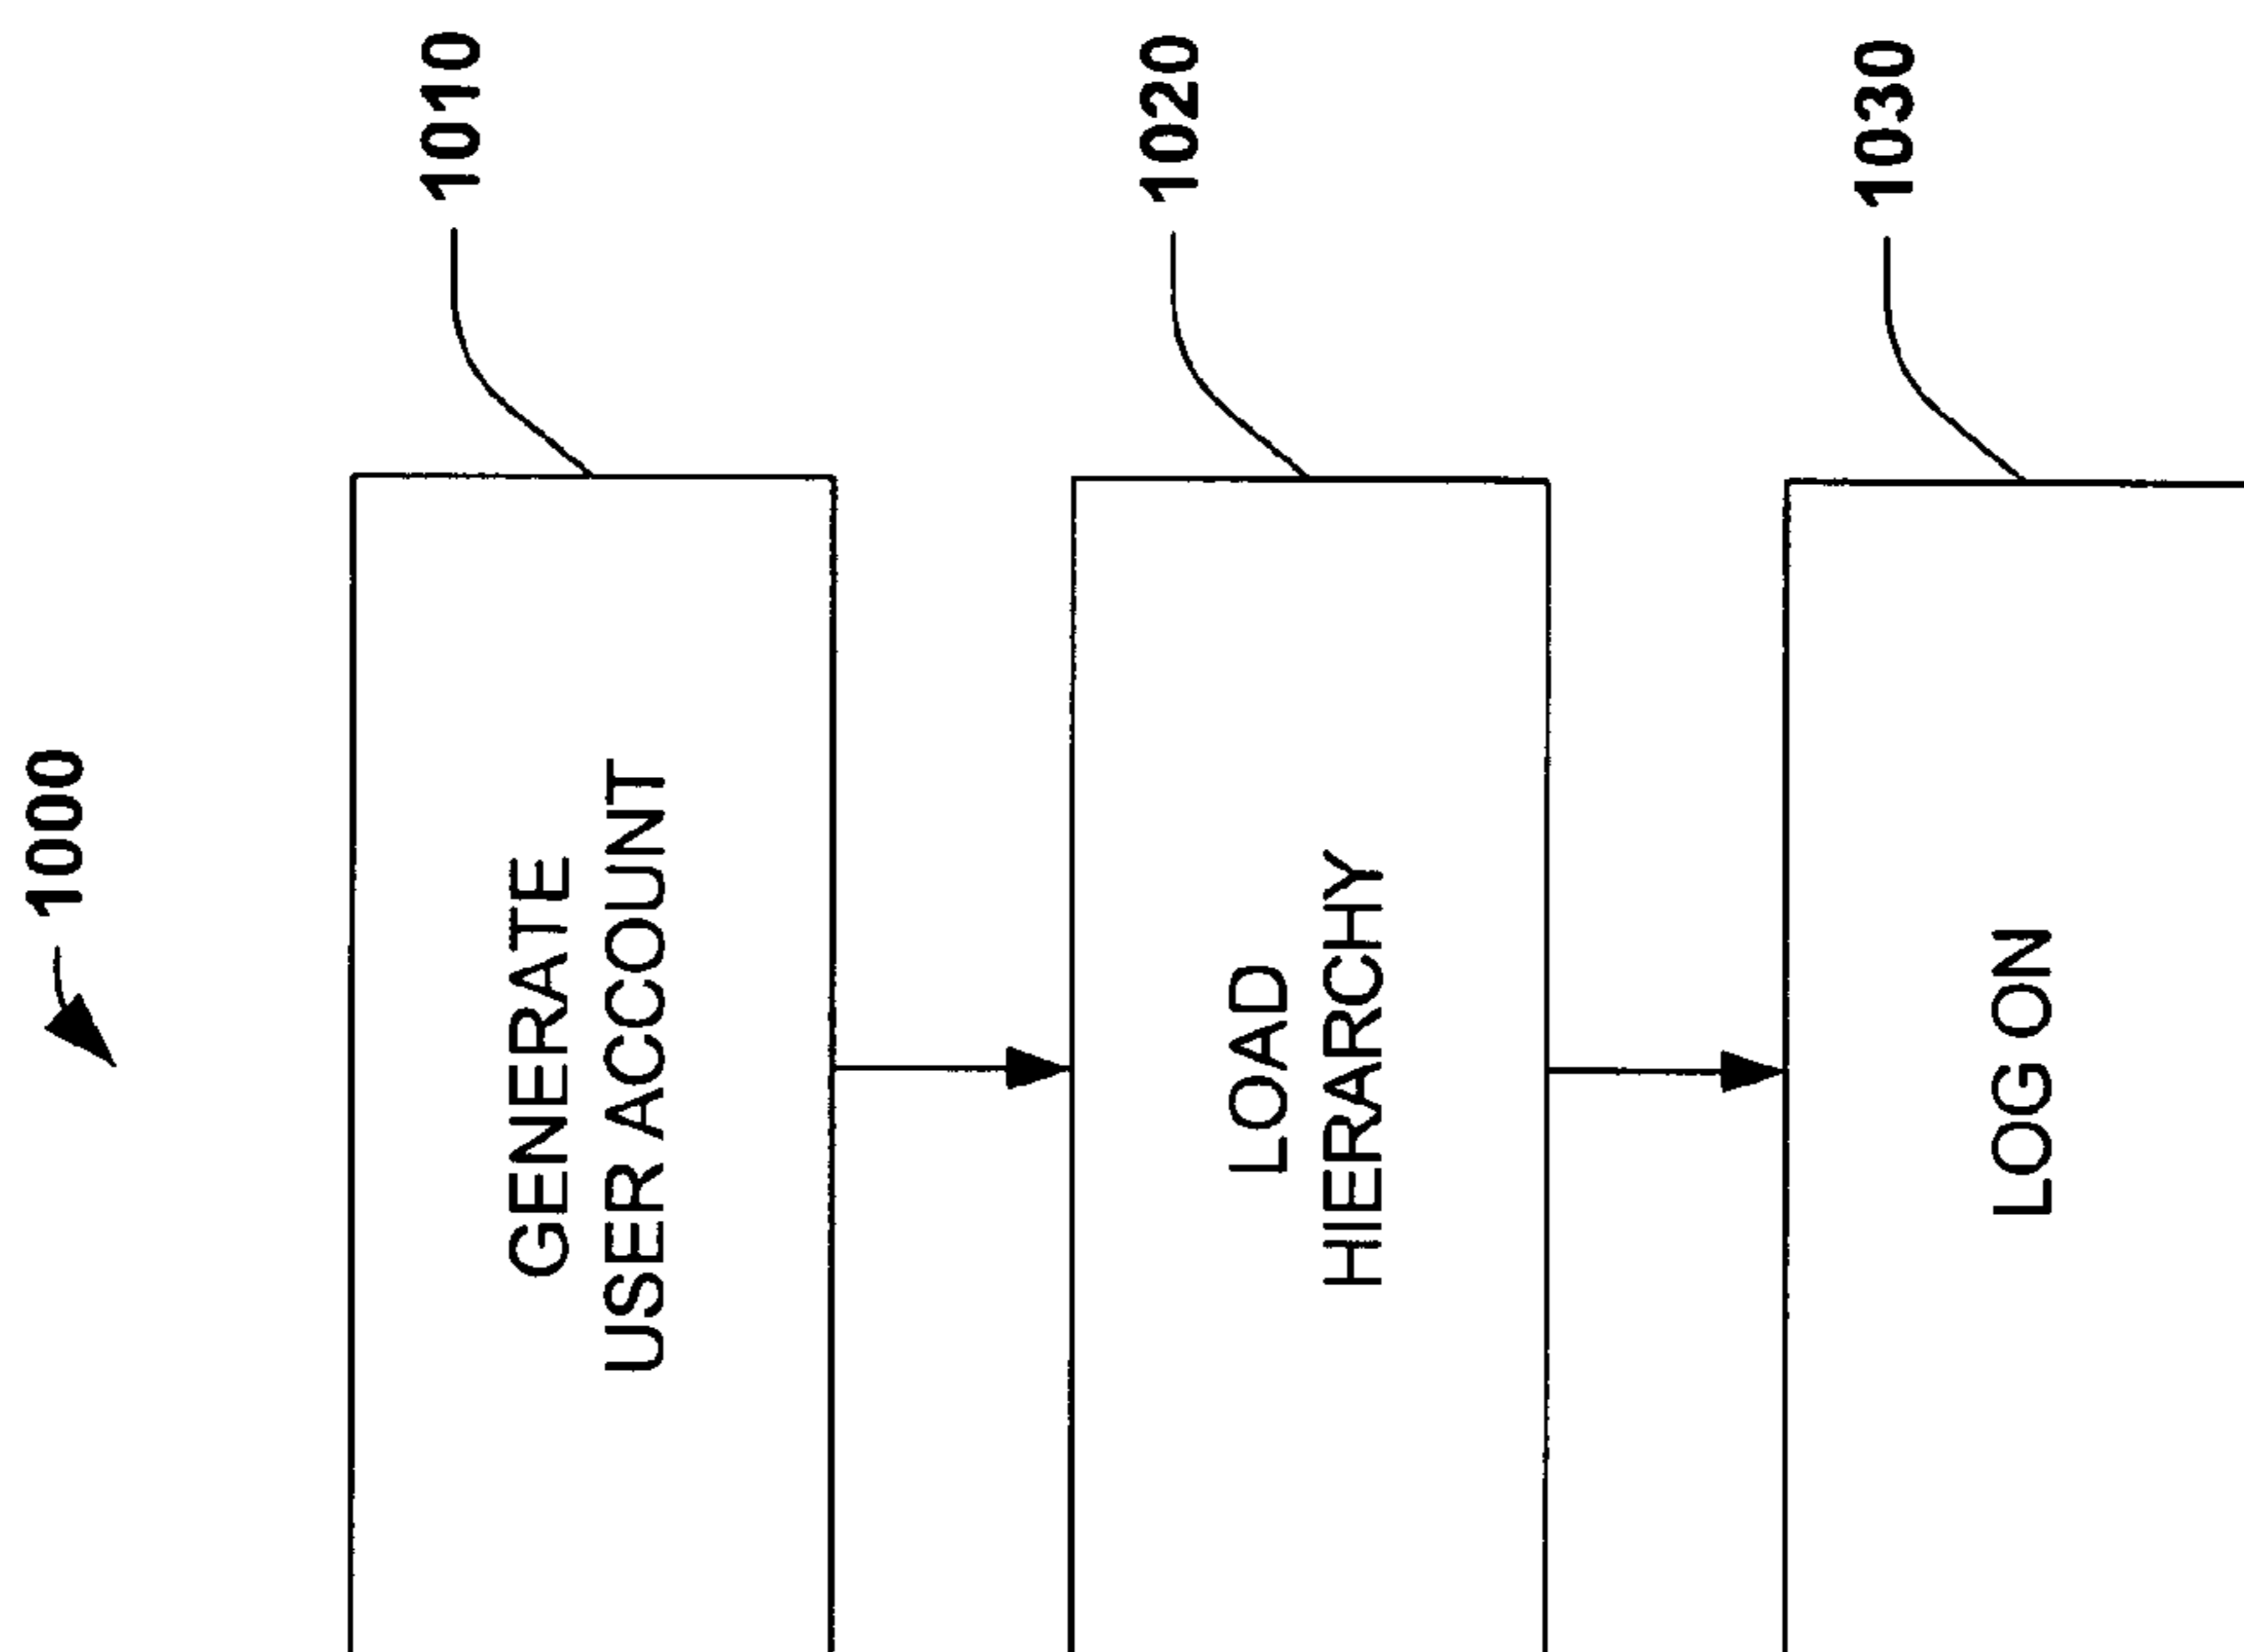 1000
1010
GENERATE
USER ACCOUNT
1020
LOAD
HIERARCHY
1030
LOG ON